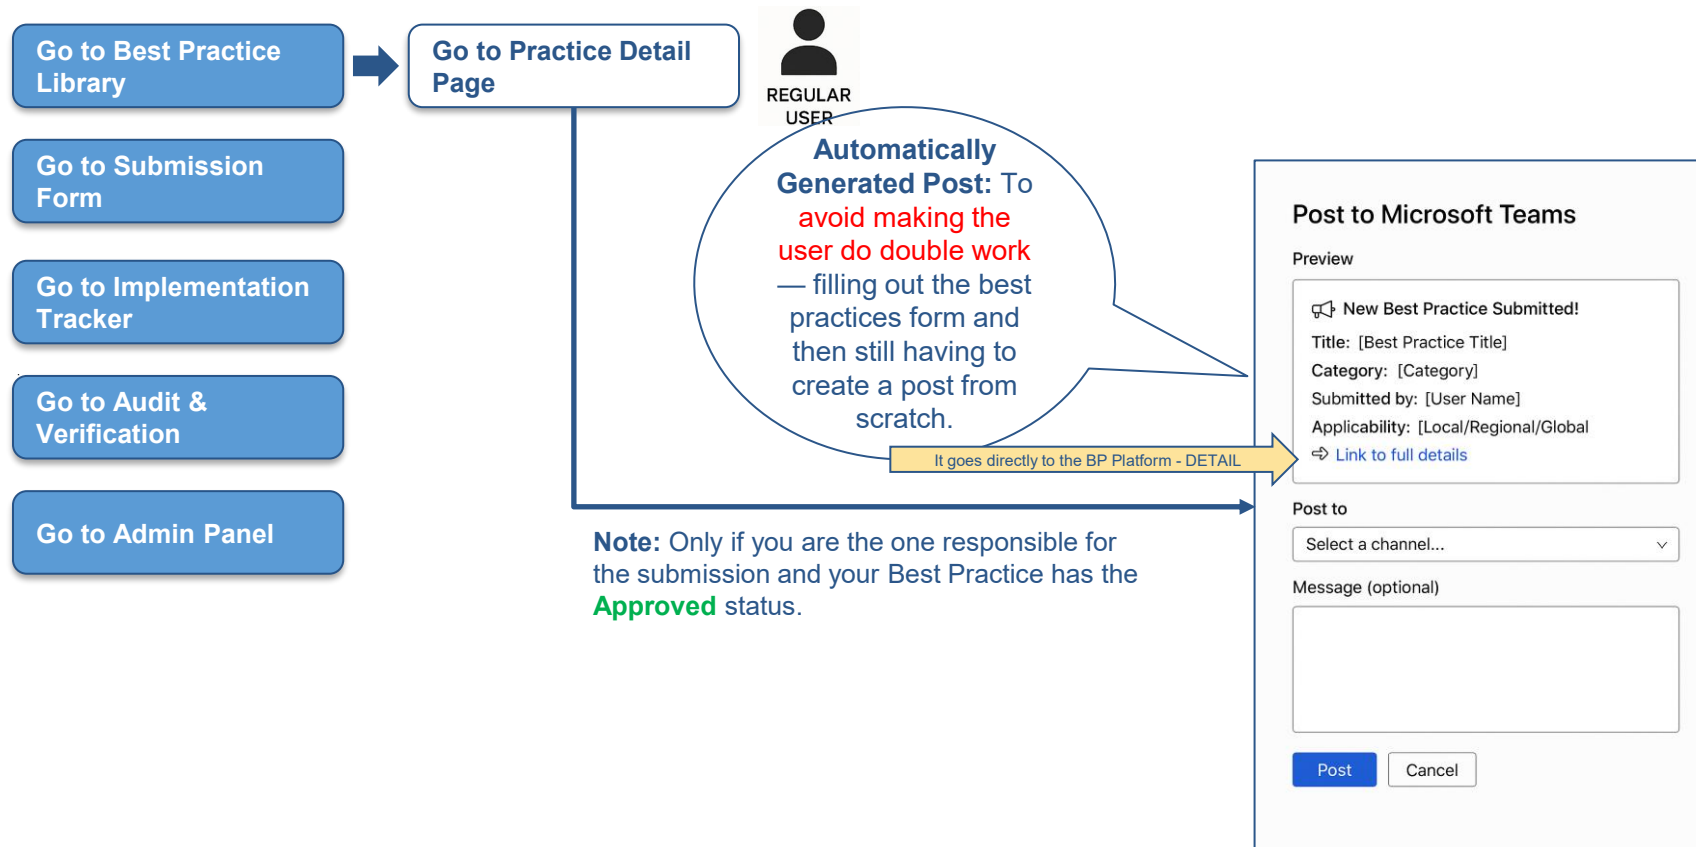 Go to Best Practice
Library
Go to Practice Detail
Page
REGULAR
USER
Go to Submission
Form
Go to Implementation
Tracker
Go to Audit &
Verification
Go to Admin Panel
Automatically
Generated Post: To
avoid making the
user do double work
— filling out the best
practices form and
then still having to
create a post from
scratch.
It goes directly to the BP Platform - DETAIL
Note: Only if you are the one responsible for
the submission and your Best Practice has the
Approved status.
Post to Microsoft Teams
Preview
New Best Practice Submitted!
Title: [Best Practice Title]
Category: [Category]
Submitted by: [User Name]
Applicability: [Local/Regional/Global
Link to full details
Post to
Select a channel...
Message (optional)
Post
Cancel